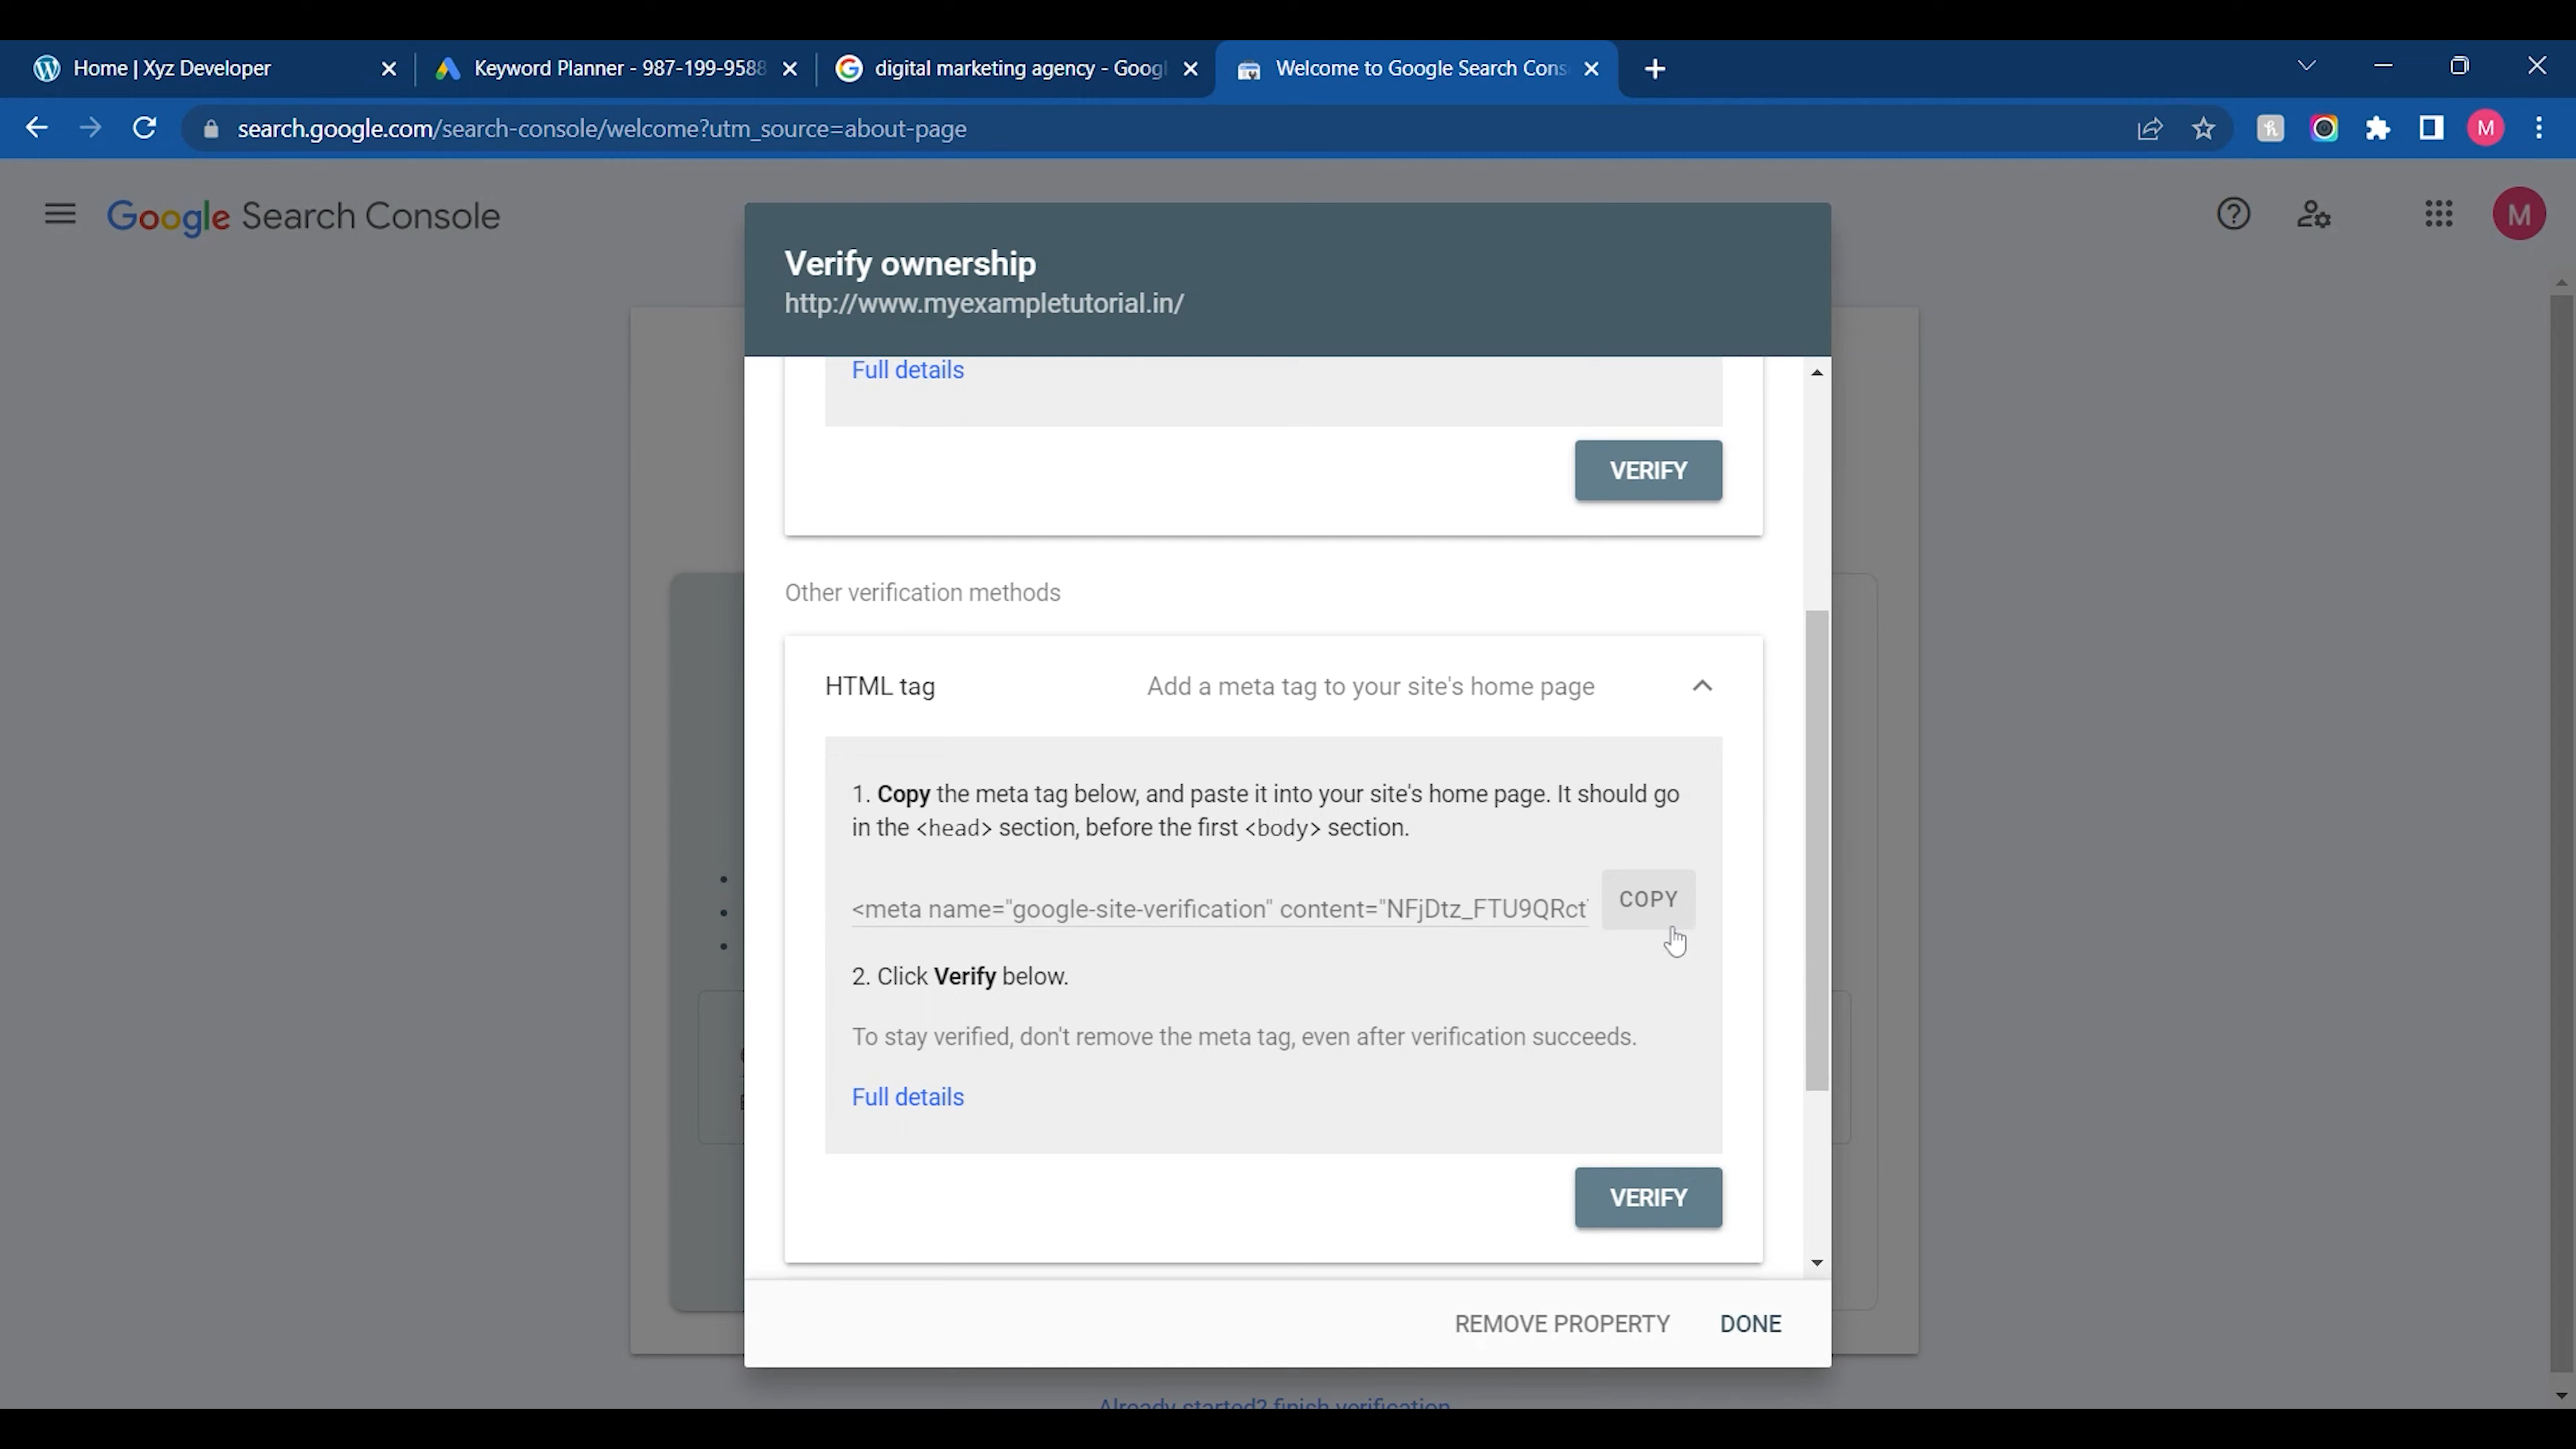 Home | Xyz Developer
Keyword Planner - 987-199-9588
digital marketing agency - Googl
Welcome to Google Search Cons
search.google.com/search-console/welcome?utm_source=about-page
M
Google Search Console
M
Verify ownership
http://www.myexampletutorial.in/
Full details
VERIFY
Other verification methods
HTML tag
Add a meta tag to your site's home page
1. Copy the meta tag below, and paste it into your site's home page. It should go
in the <head> section, before the first <body> section.
<meta name="google-site-verification" content="NFjDtz_FTU9QRct
COPY
2. Click Verify below.
To stay verified, don't remove the meta tag, even after verification succeeds.
Full details
VERIFY
REMOVE PROPERTY
DONE
Already started? finish verification